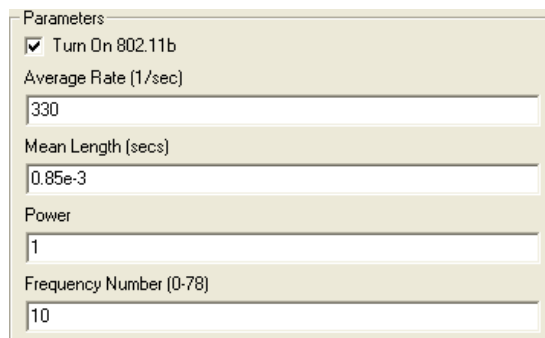 Parameters
Turn On 802.11b
Average Rate (1/sec)
330
Mean Length (secs)
0.85e-3
Power
1
Frequency Number (0-78)
10